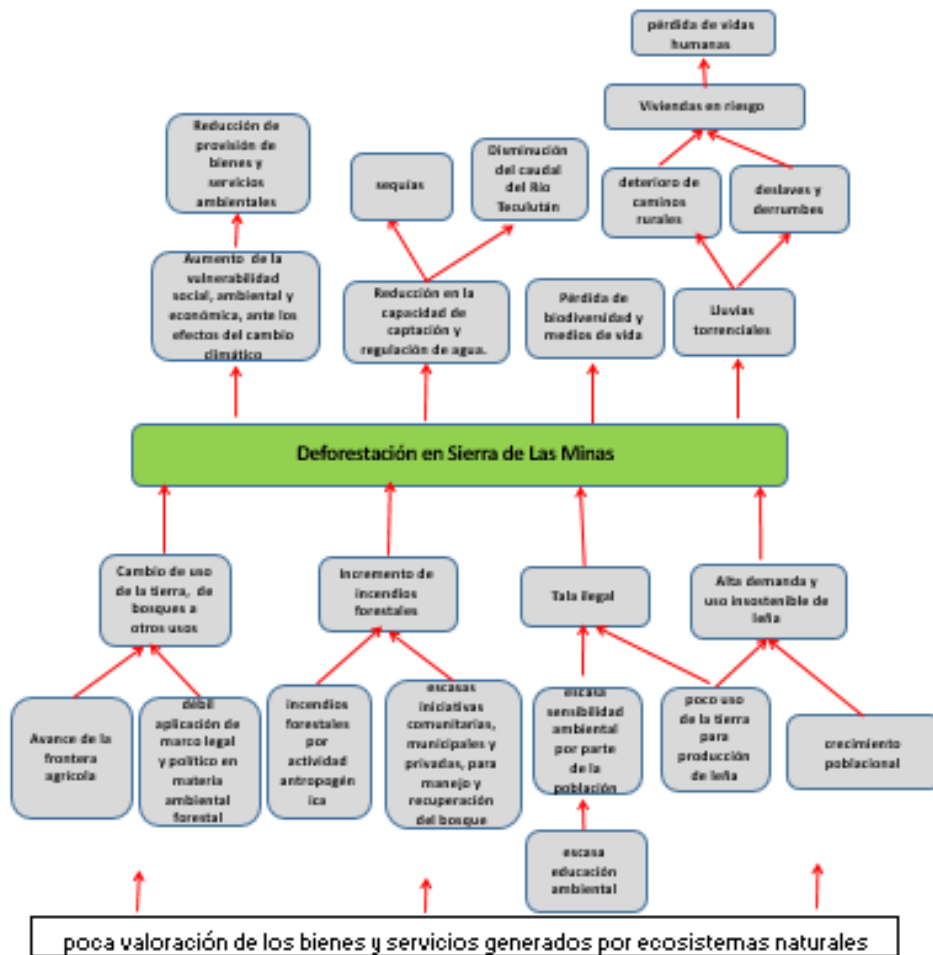 pérdida de vidas
humanas
Viviendas en riesgo
Reducción de
provisión de
bienes y
servicios
ambientales
sequías
Disminución
del caudal
del Río
Teculután
deterioro de
caminos
rurales
deslaves y
derrumbes
Aumento de la
vulnerabilidad
social, ambiental y
económica, ante los
efectos del cambio
climático
Reducción en la
capacidad de
captación y
regulación de agua.
Pérdida de
biodiversidad y
medios de vida
Lluvias
torrenciales
Deforestación en Sierra de Las Minas
Cambio de uso
de la tierra, de
bosques a
otros usos
Incremento de
incendios
forestales
Tala ilegal
Alta demanda y
uso insostenible de
leña
Avance de la
frontera
agrícola
débil
aplicación de
marco legal
y político en
materia
ambiental
forestal
incendios
forestales por
actividad
antropogén
ica
escasas
iniciativas
comunitarias,
municipales y
privadas, para
manejo y
recuperación
del bosque
escasa
sensibilidad
ambiental
por parte
de la
población
poco uso
de la tierra
para
producción
de leña
crecimiento
poblacional
escasa
educación
ambiental
poca valoración de los bienes y servicios generados por ecosistemas naturales